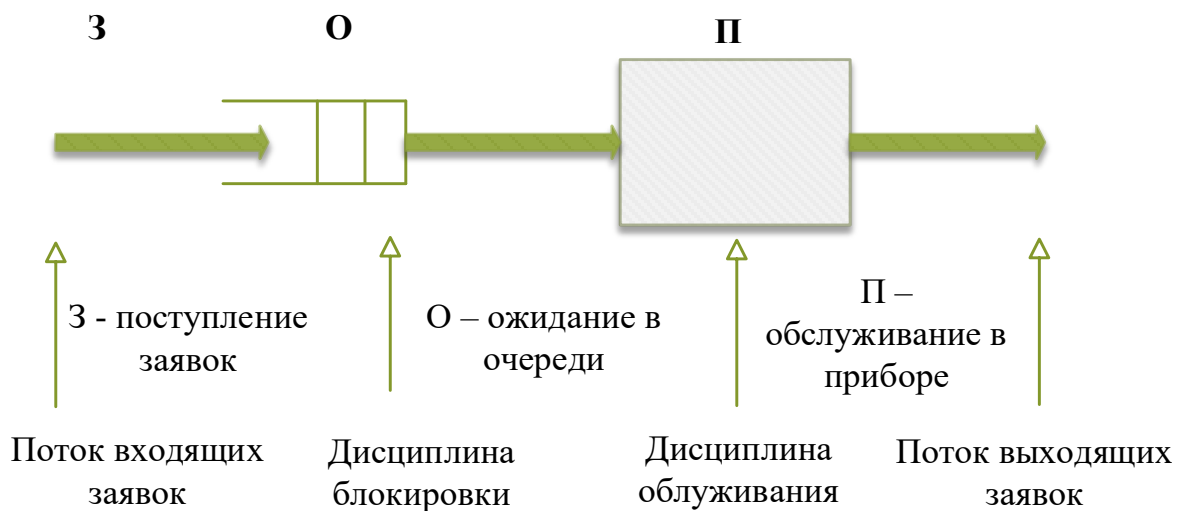 З
О
П
З - поступление
заявок
О – ожидание в
очереди
П –
обслуживание в
приборе
Поток входящих
заявок
Дисциплина
блокировки
Дисциплина
облуживания
Поток выходящих
заявок